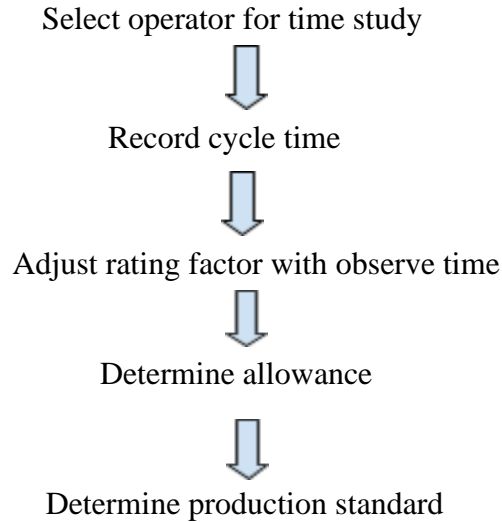 Select operator for time study
Record cycle time
Adjust rating factor with observe time
Determine allowance
Determine production standard